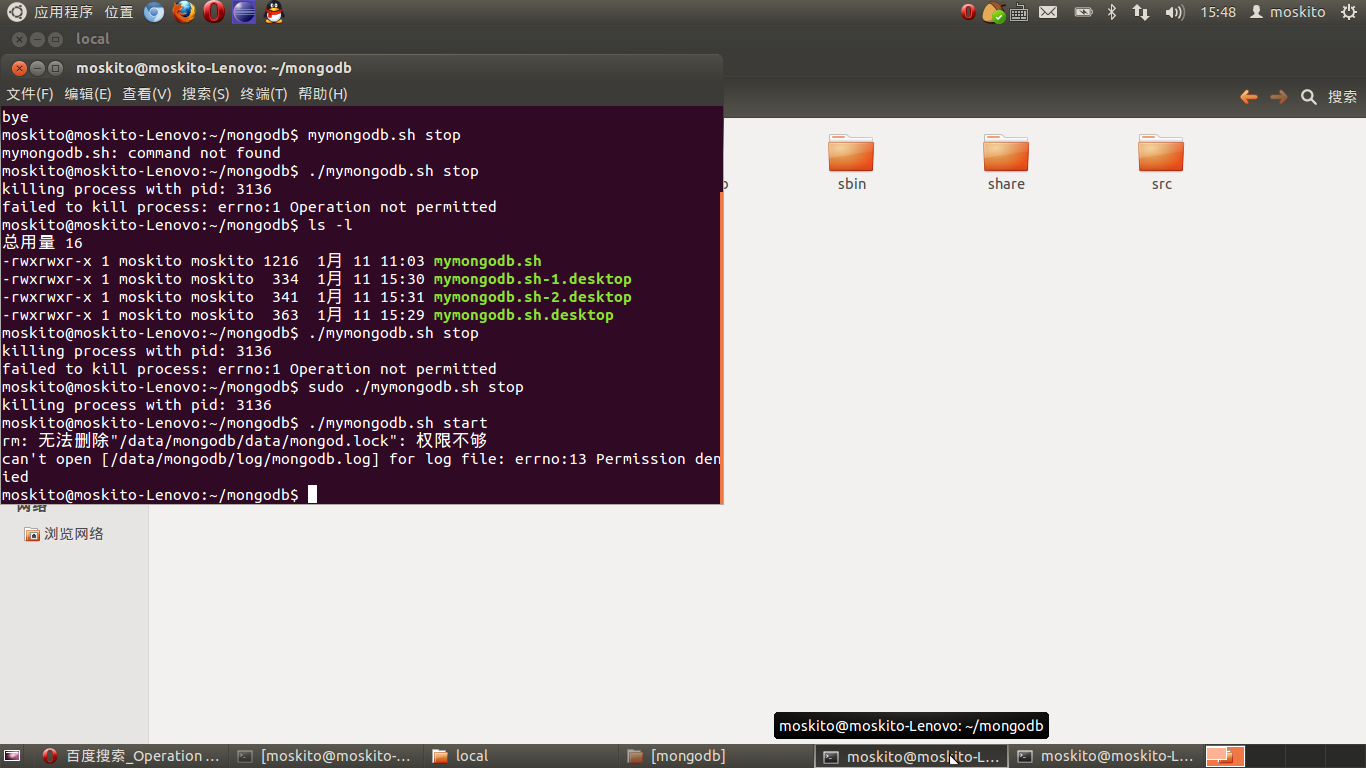 应用程序 位置 15:48 moskito
local
moskito@moskito-Lenovo: ~/mongodb
文件(F) 编辑(E) 查看(V) 搜索(S) 终端(T) 帮助(H)
搜索
bye
moskito@moskito-Lenovo:~/mongodb$ mymongodb.sh stop
mymongodb.sh: command not found
moskito@moskito-Lenovo:~/mongodb$ ./mymongodb.sh stop
killing process with pid: 3136
failed to kill process: errno:1 Operation not permitted
moskito@moskito-Lenovo:~/mongodb$ ls -l
总用量 16
-rwxrwxr-x 1 moskito moskito 1216  1月 11 11:03 mymongodb.sh
-rwxrwxr-x 1 moskito moskito  334  1月 11 15:30 mymongodb.sh-1.desktop
-rwxrwxr-x 1 moskito moskito  341  1月 11 15:31 mymongodb.sh-2.desktop
-rwxrwxr-x 1 moskito moskito  363  1月 11 15:29 mymongodb.sh.desktop
moskito@moskito-Lenovo:~/mongodb$ ./mymongodb.sh stop
killing process with pid: 3136
failed to kill process: errno:1 Operation not permitted
moskito@moskito-Lenovo:~/mongodb$ sudo ./mymongodb.sh stop
killing process with pid: 3136
moskito@moskito-Lenovo:~/mongodb$ ./mymongodb.sh start
rm: 无法删除"/data/mongodb/data/mongod.lock": 权限不够
can't open [/data/mongodb/log/mongodb.log] for log file: errno:13 Permission den
ied
moskito@moskito-Lenovo:~/mongodb$
sbin share src
网络
浏览网络
moskito@moskito-Lenovo: ~/mongodb
百度搜索_Operation ... [moskito@moskito-... local [mongodb] moskito@moskito-L... moskito@moskito-L...